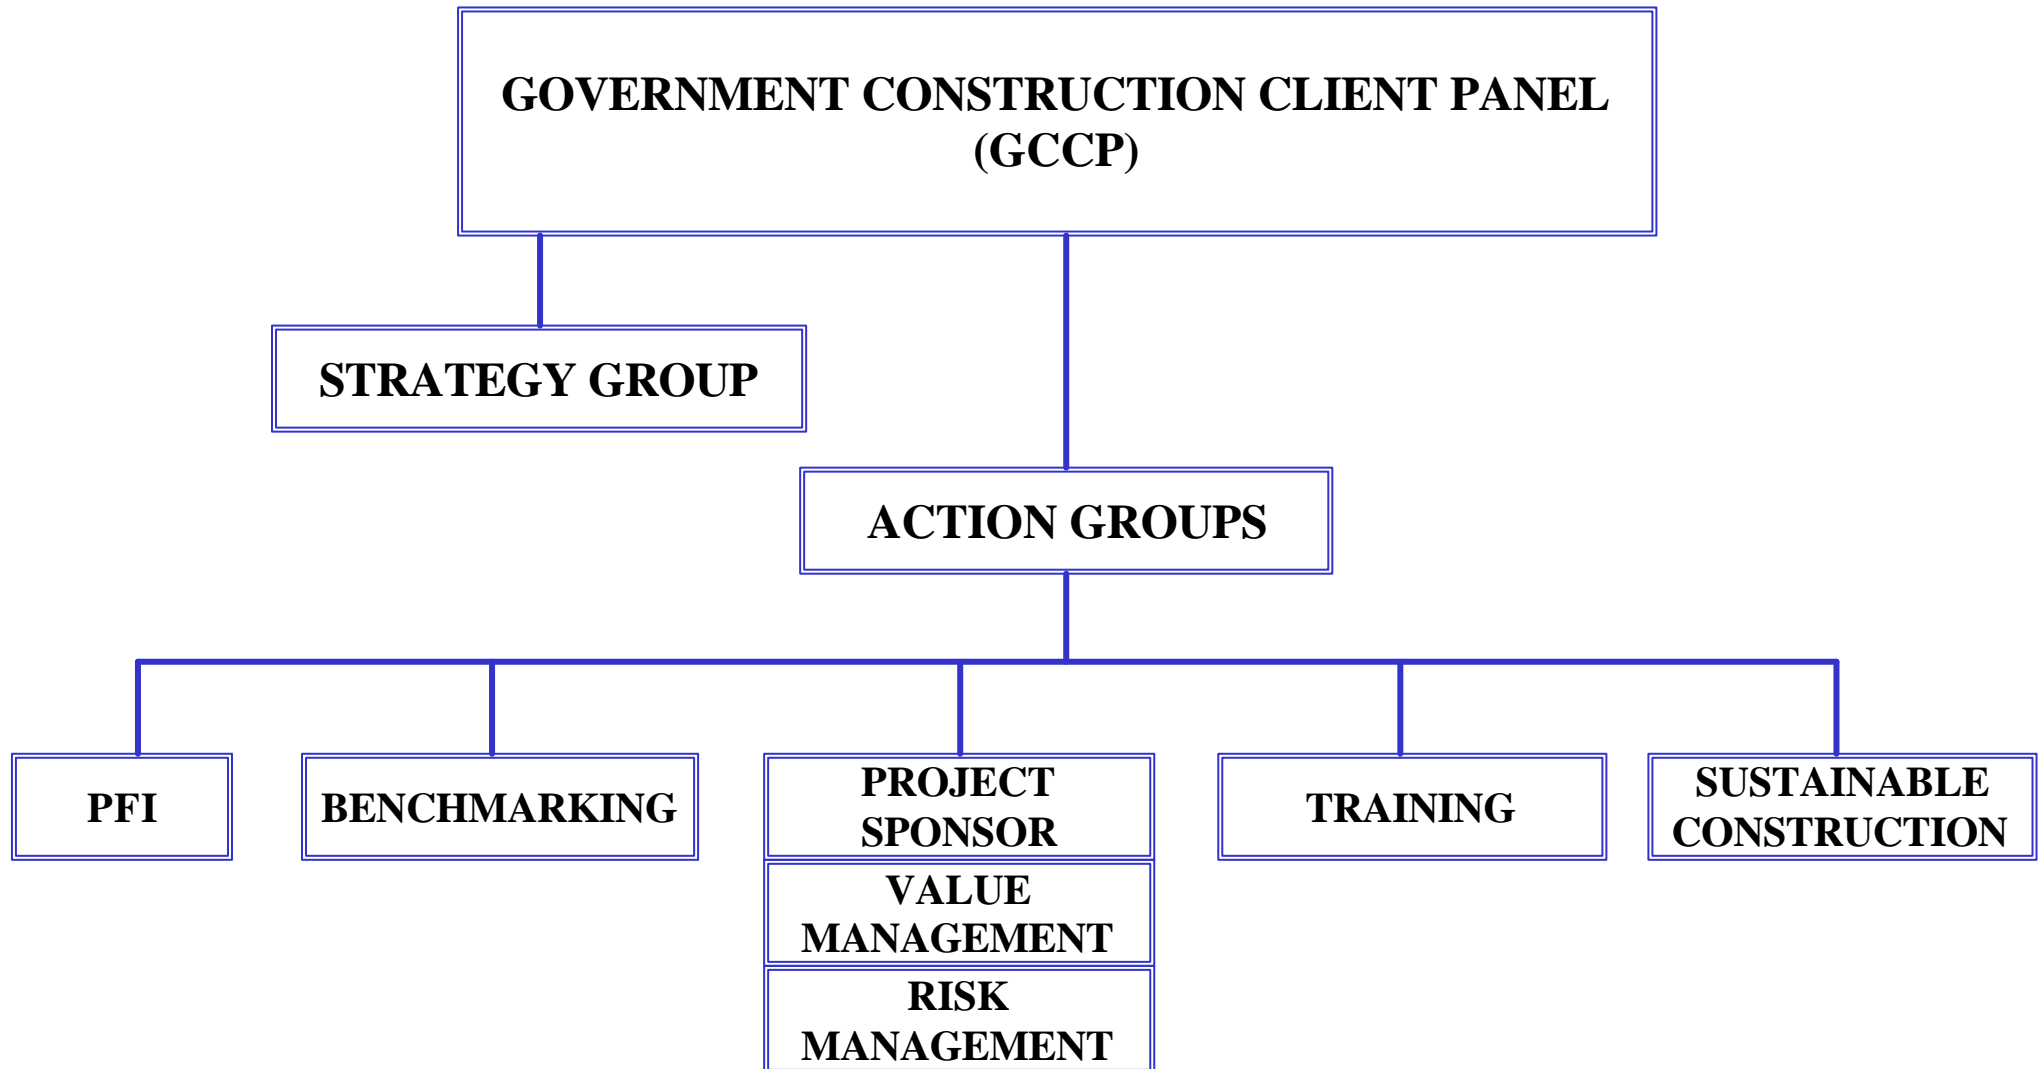 GOVERNMENT CONSTRUCTION CLIENT PANEL
(GCCP)
STRATEGY GROUP
ACTION GROUPS
PFI
BENCHMARKING
PROJECT
SPONSOR
VALUE
MANAGEMENT
RISK
MANAGEMENT
TRAINING
SUSTAINABLE
CONSTRUCTION